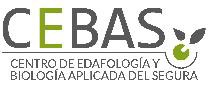 CEBAS
CENTRO DE EDAFOLOGÍA Y
BIOLOGÍA APLICADA DEL SEGURA